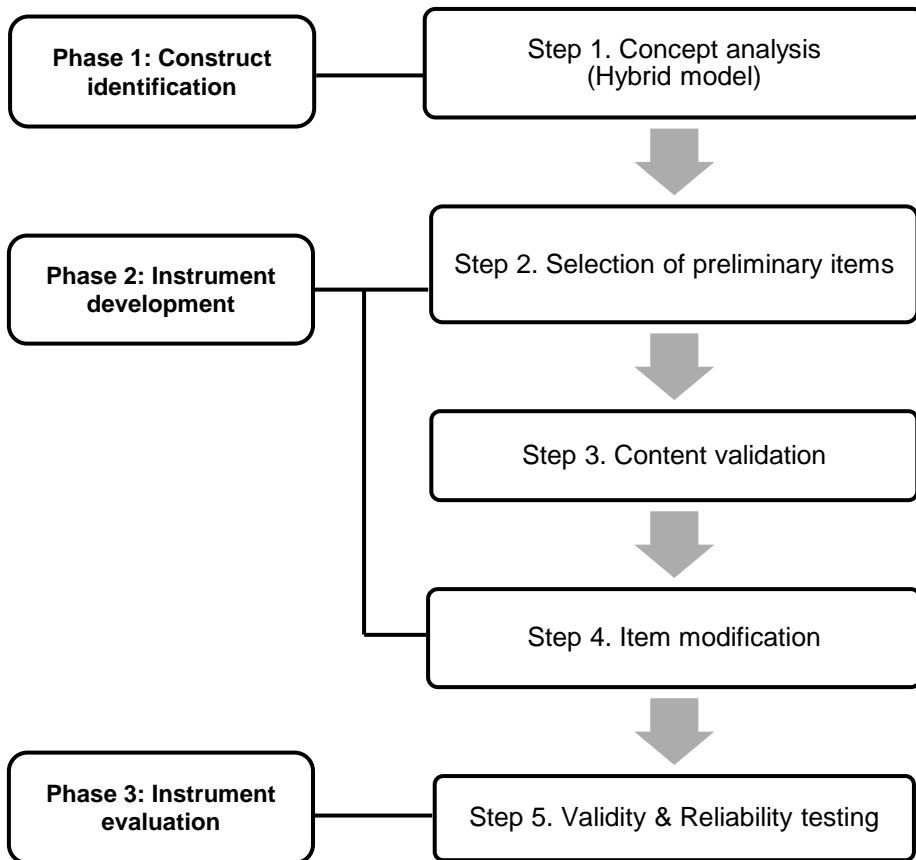 Phase 1: Construct
identification
Step 1. Concept analysis
(Hybrid model)
Phase 2: Instrument
development
Step 2. Selection of preliminary items
Step 3. Content validation
Step 4. Item modification
Phase 3: Instrument
evaluation
Step 5. Validity & Reliability testing